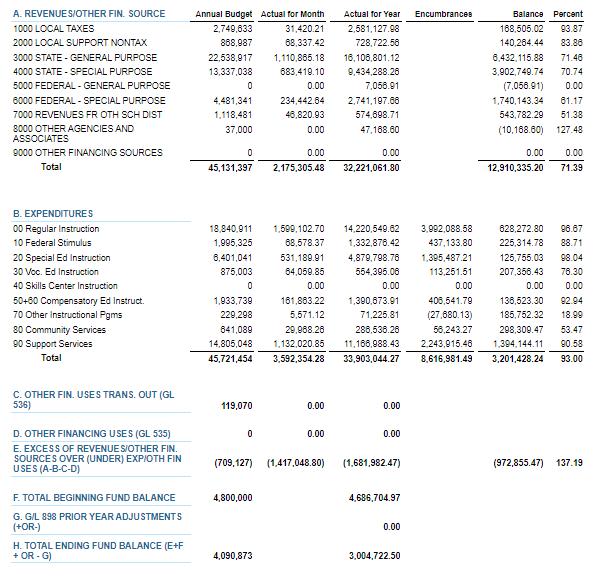 A. REVENUES/OTHER FIN. SOURCE Annual Budget Actual for Month Actual for Year Encumbrances Balance Percent
1000 LOCAL TAXES 2,749,633 31,420.21 2,581,127.98 168,505.02 93.87
2000 LOCAL SUPPORT NONTAX 868,987 68,337.42 728,722.56 140,264.44 83.86
3000 STATE - GENERAL PURPOSE 22,538,917 1,110,865.10 16,106,801.12 6,432,115.88 71.46
4000 STATE - SPECIAL PURPOSE 13,337,038 683,419.10 9,434,288.26 3,902,749.74 70.74
5000 FEDERAL - GENERAL PURPOSE 0 0.00 7,056.91 (7,056.91) 0.00
6000 FEDERAL - SPECIAL PURPOSE 4,481,341 234,442.64 2,741,197.66 1,740,143.34 61.17
7000 REVENUES FR OTH SCH DIST 1,118,481 46,820.93 574,698.71 543,782.29 51.38
8000 OTHER AGENCIES AND 37,000 0.00 47,168.60 (10,168.60) 127.48
ASSOCIATES
9000 OTHER FINANCING SOURCES 0 0.00 0.00 0.00 0.00
Total 45,131,397 2,175,305.48 32,221,061.80 12,910,335.20 71.39
B. EXPENDITURES
00 Regular Instruction 18,840,911 1,599,102.70 14,220,549.62 3,992,088.58 628,272.80 96.67
10 Federal Stimulus 1,995,325 68,578.37 1,332,876.42 437,133.80 225,314.78 88.71
20 Special Ed Instruction 6,401,041 531,189.91 4,879,798.76 1,395,487.21 125,755.03 98.04
30 Voc. Ed Instruction 875,003 64,059.85 554,395.06 113,251.51 207,356.43 76.30
40 Skills Center Instruction 0 0.00 0.00 0.00 0.00 0.00
50+60 Compensatory Ed Instruct. 1,933,739 161,863.22 1,390,673.91 406,541.79 136,523.30 92.94
70 Other Instructional Pgms 229,298 5,571.12 71,225.81 (27,680.13) 185,752.32 18.99
80 Community Services 641,089 29,968.26 286,536.26 56,243.27 298,309.47 53.47
90 Support Services 14,805,048 1,132,020.85 11,166,988.43 2,243,915.46 1,394,144.11 90.58
Total 45,721,454 3,592,354.28 33,903,044.27 8,616,981.49 3,201,428.24 93.00
C. OTHER FIN. USES TRANS. OUT (GL
536) 119,070 0.00 0.00
D. OTHER FINANCING USES (GL 535) 0 0.00 0.00
E. EXCESS OF REVENUES/OTHER FIN.
SOURCES OVER (UNDER) EXP/OTH FIN (709,127) (1,417,048.80) (1,681,982.47) (972,855.47) 137.19
USES (A-B-C-D)
F. TOTAL BEGINNING FUND BALANCE 4,800,000 4,686,704.97
G. G/L 898 PRIOR YEAR ADJUSTMENTS
(+OR-) 0.00
H. TOTAL ENDING FUND BALANCE (E+F
+ OR - G) 4,090,873 3,004,722.50